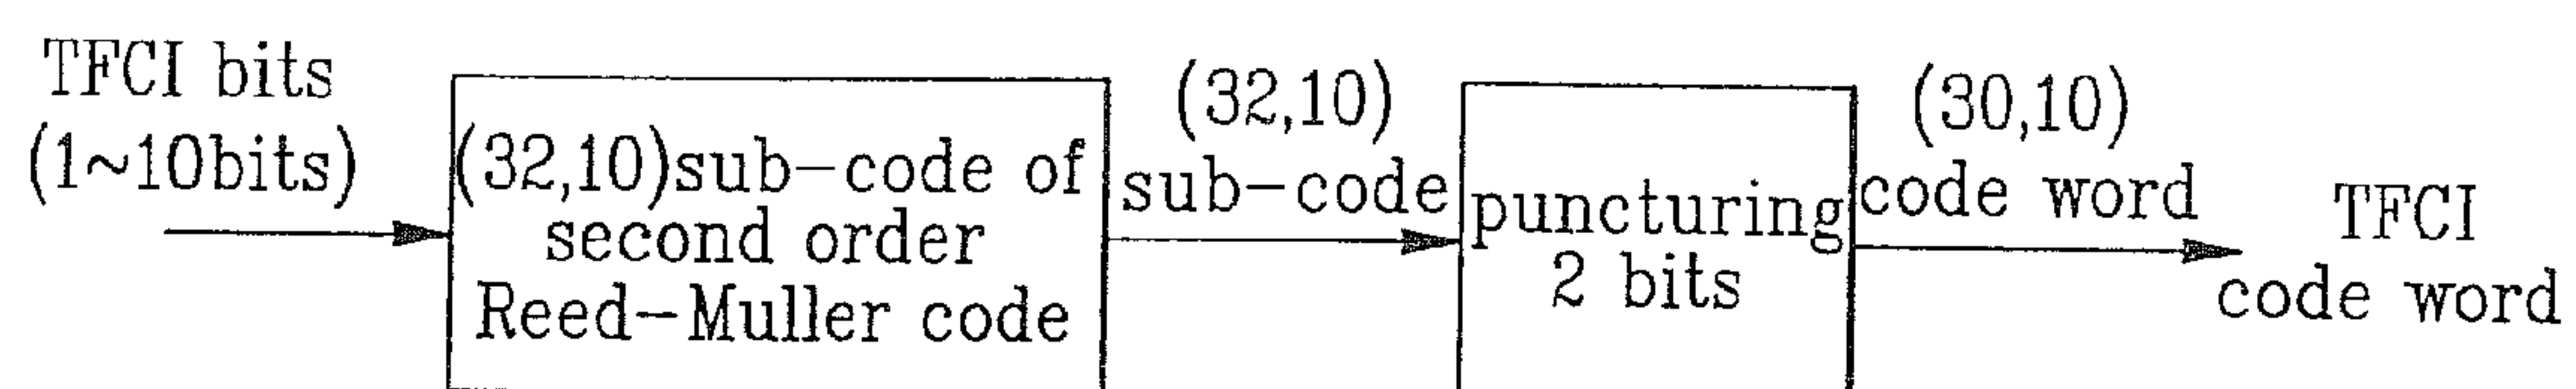 TFCI bits
(1~10bits)
(32,10)sub-code of
second order
Reed-Muller code
(32,10)
sub-code
puncturing
2 bits
(30,10)
code word
TFCI
code word